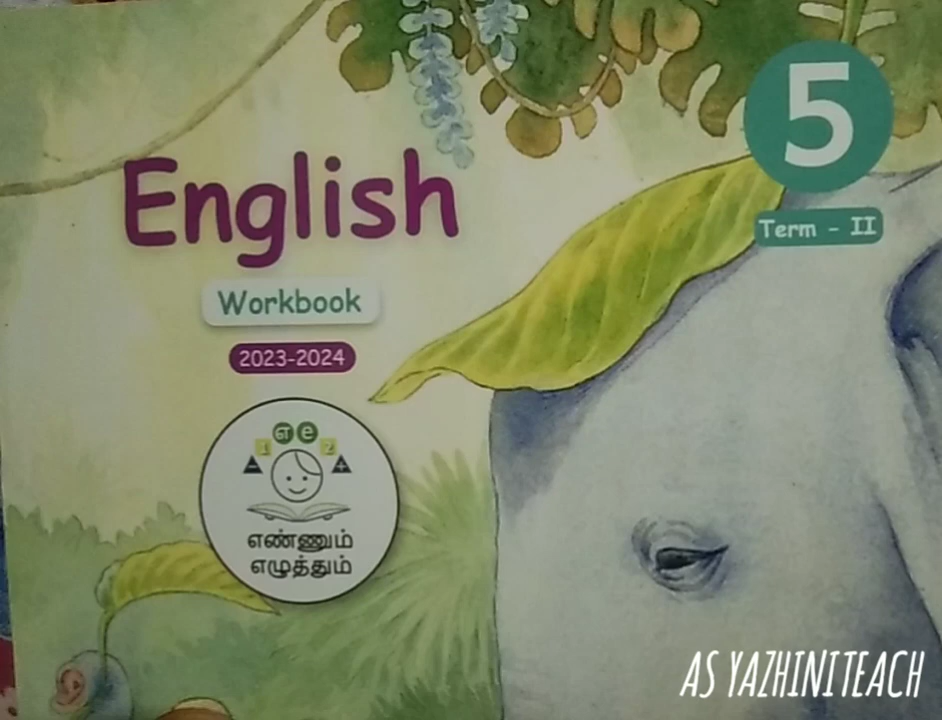 5
Term - II
English
Workbook
2023-2024
எ e
1 2
- +
எண்ணும்
எழுத்தும்
AS YAZHINITEACH